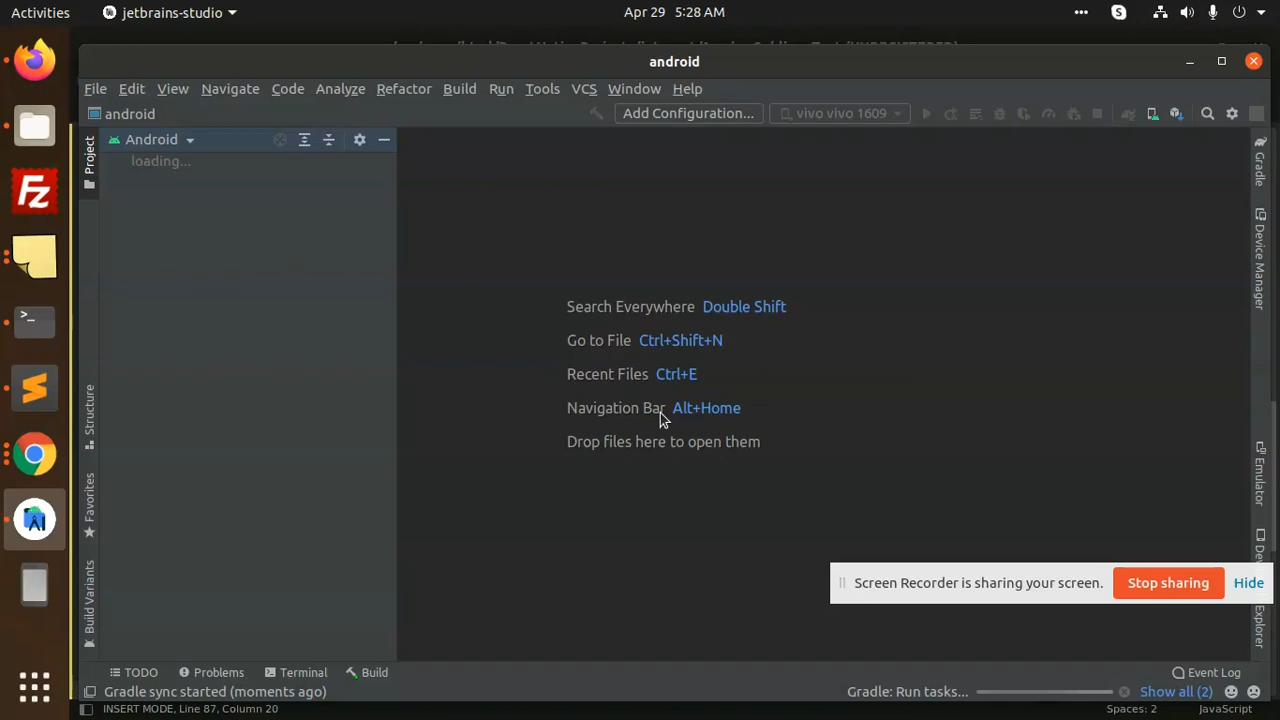 Activities jetbrains-studio Apr 29 5:28 AM
android
File Edit View Navigate Code Analyze Refactor Build Run Tools VCS Window Help
android Add Configuration... vivo vivo 1609
Project
Android
loading...
Structure
Favorites
Build Variants
Search Everywhere Double Shift
Go to File Ctrl+Shift+N
Recent Files Ctrl+E
Navigation Bar Alt+Home
Drop files here to open them
Gradle
Device Manager
Emulator
Explorer
Screen Recorder is sharing your screen. Stop sharing Hide
TODO Problems Terminal Build Event Log
Gradle sync started (moments ago) Gradle: Run tasks... Show all (2)
INSERT MODE, Line 87, Column 20 Spaces: 2 JavaScript